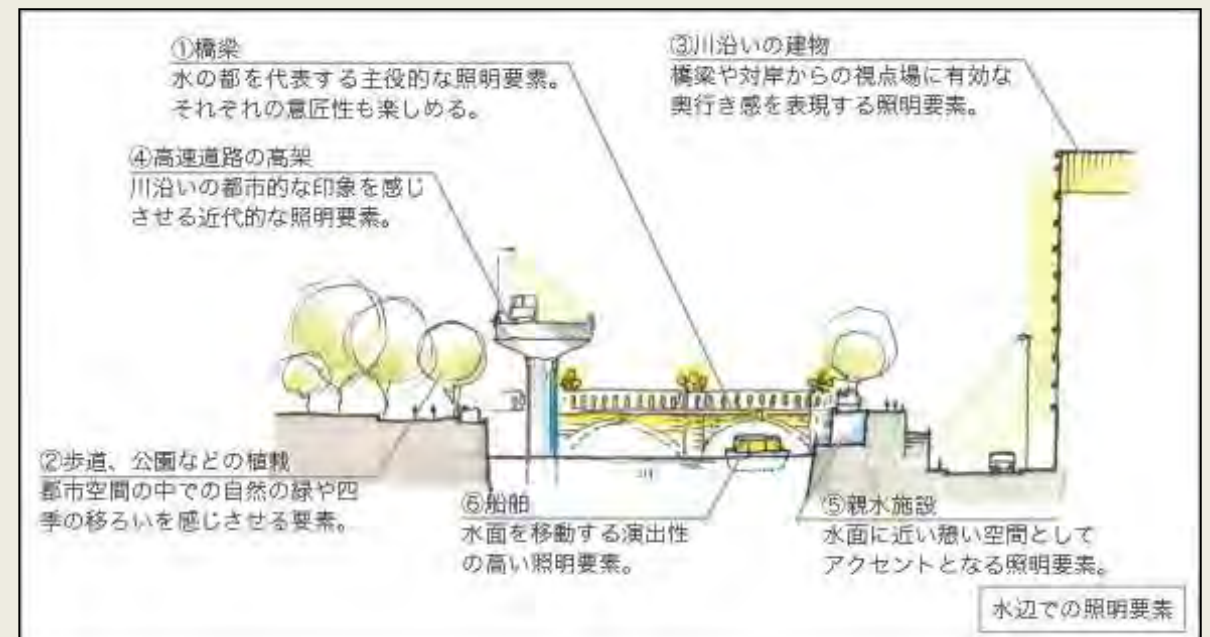 ①橋梁
水の都を代表する主役的な照明要素。
それぞれの意匠性も楽しめる。
③川沿いの建物
橋梁や対岸からの視点場に有効な
奥行き感を表現する照明要素。
④高速道路の高架
川沿いの都市的な印象を感じ
させる近代的な照明要素。
②歩道、公園などの植栽
都市空間の中での自然の緑や四
季の移ろいを感じさせる要素。
⑥船舶
水面を移動する演出性
の高い照明要素。
⑤親水施設
水面に近い憩い空間として
アクセントとなる照明要素。
水辺での照明要素